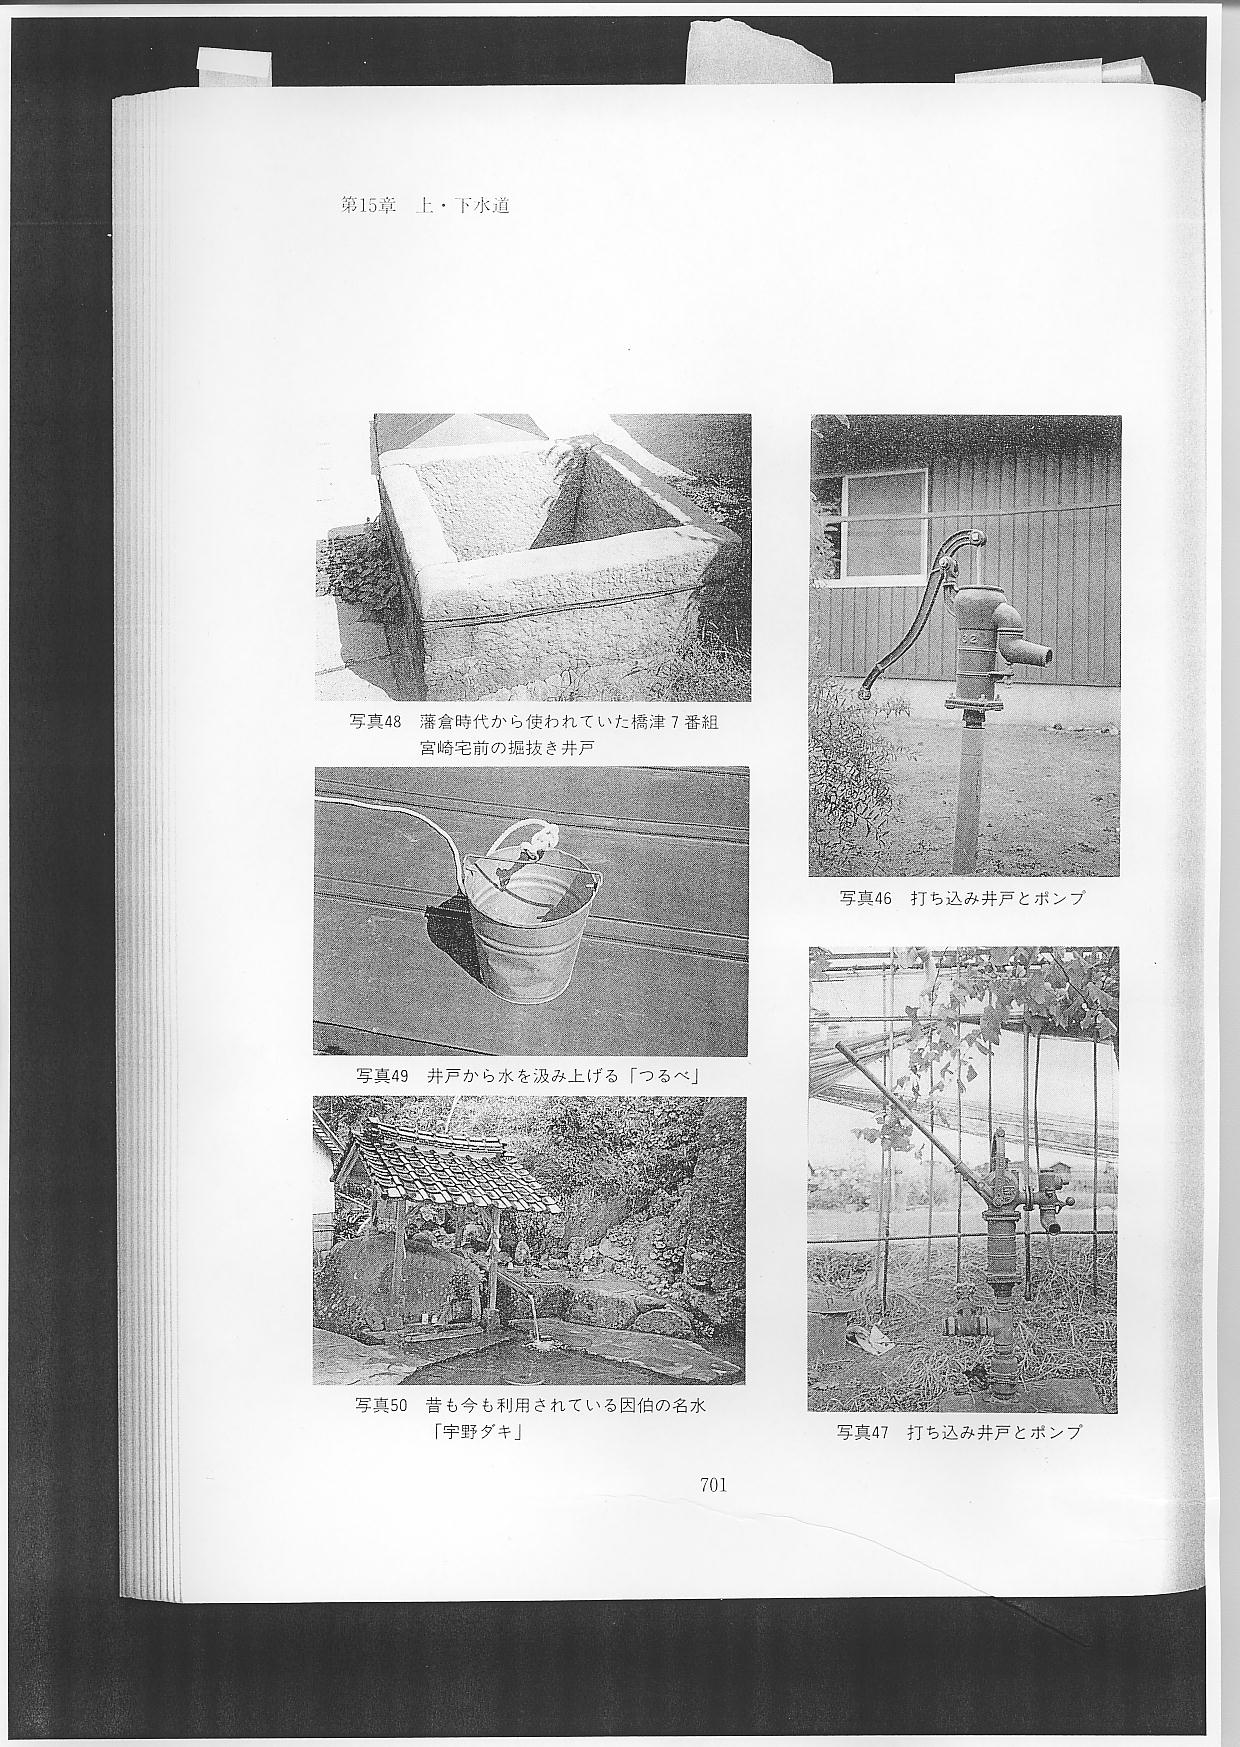 第15章　上・下水道
写真48　藩倉時代から使われていた橋津７番組
宮崎宅前の掘抜き井戸
写真49　井戸から水を汲み上げる「つるべ」
写真50　昔も今も利用されている因伯の名水
「宇野ダキ」
写真46　打ち込み井戸とポンプ
写真47　打ち込み井戸とポンプ
701